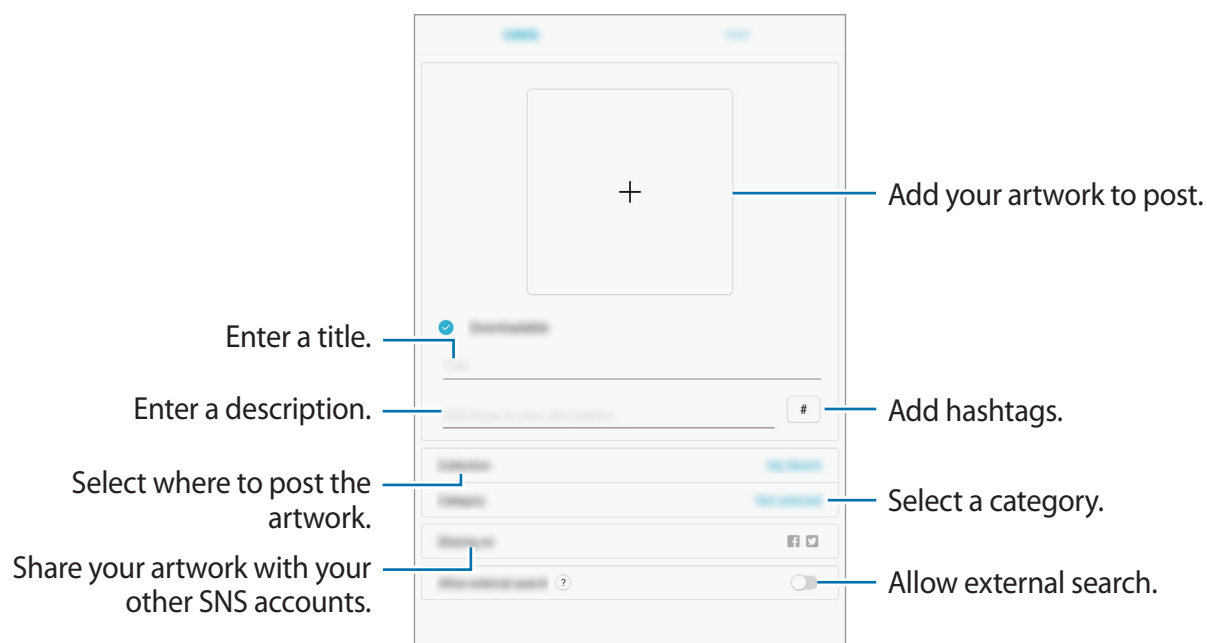 Add your artwork to post.
Enter a title.
Enter a description.
#
Add hashtags.
Select where to post the
artwork.
Select a category.
Share your artwork with your
other SNS accounts.
?
Allow external search.